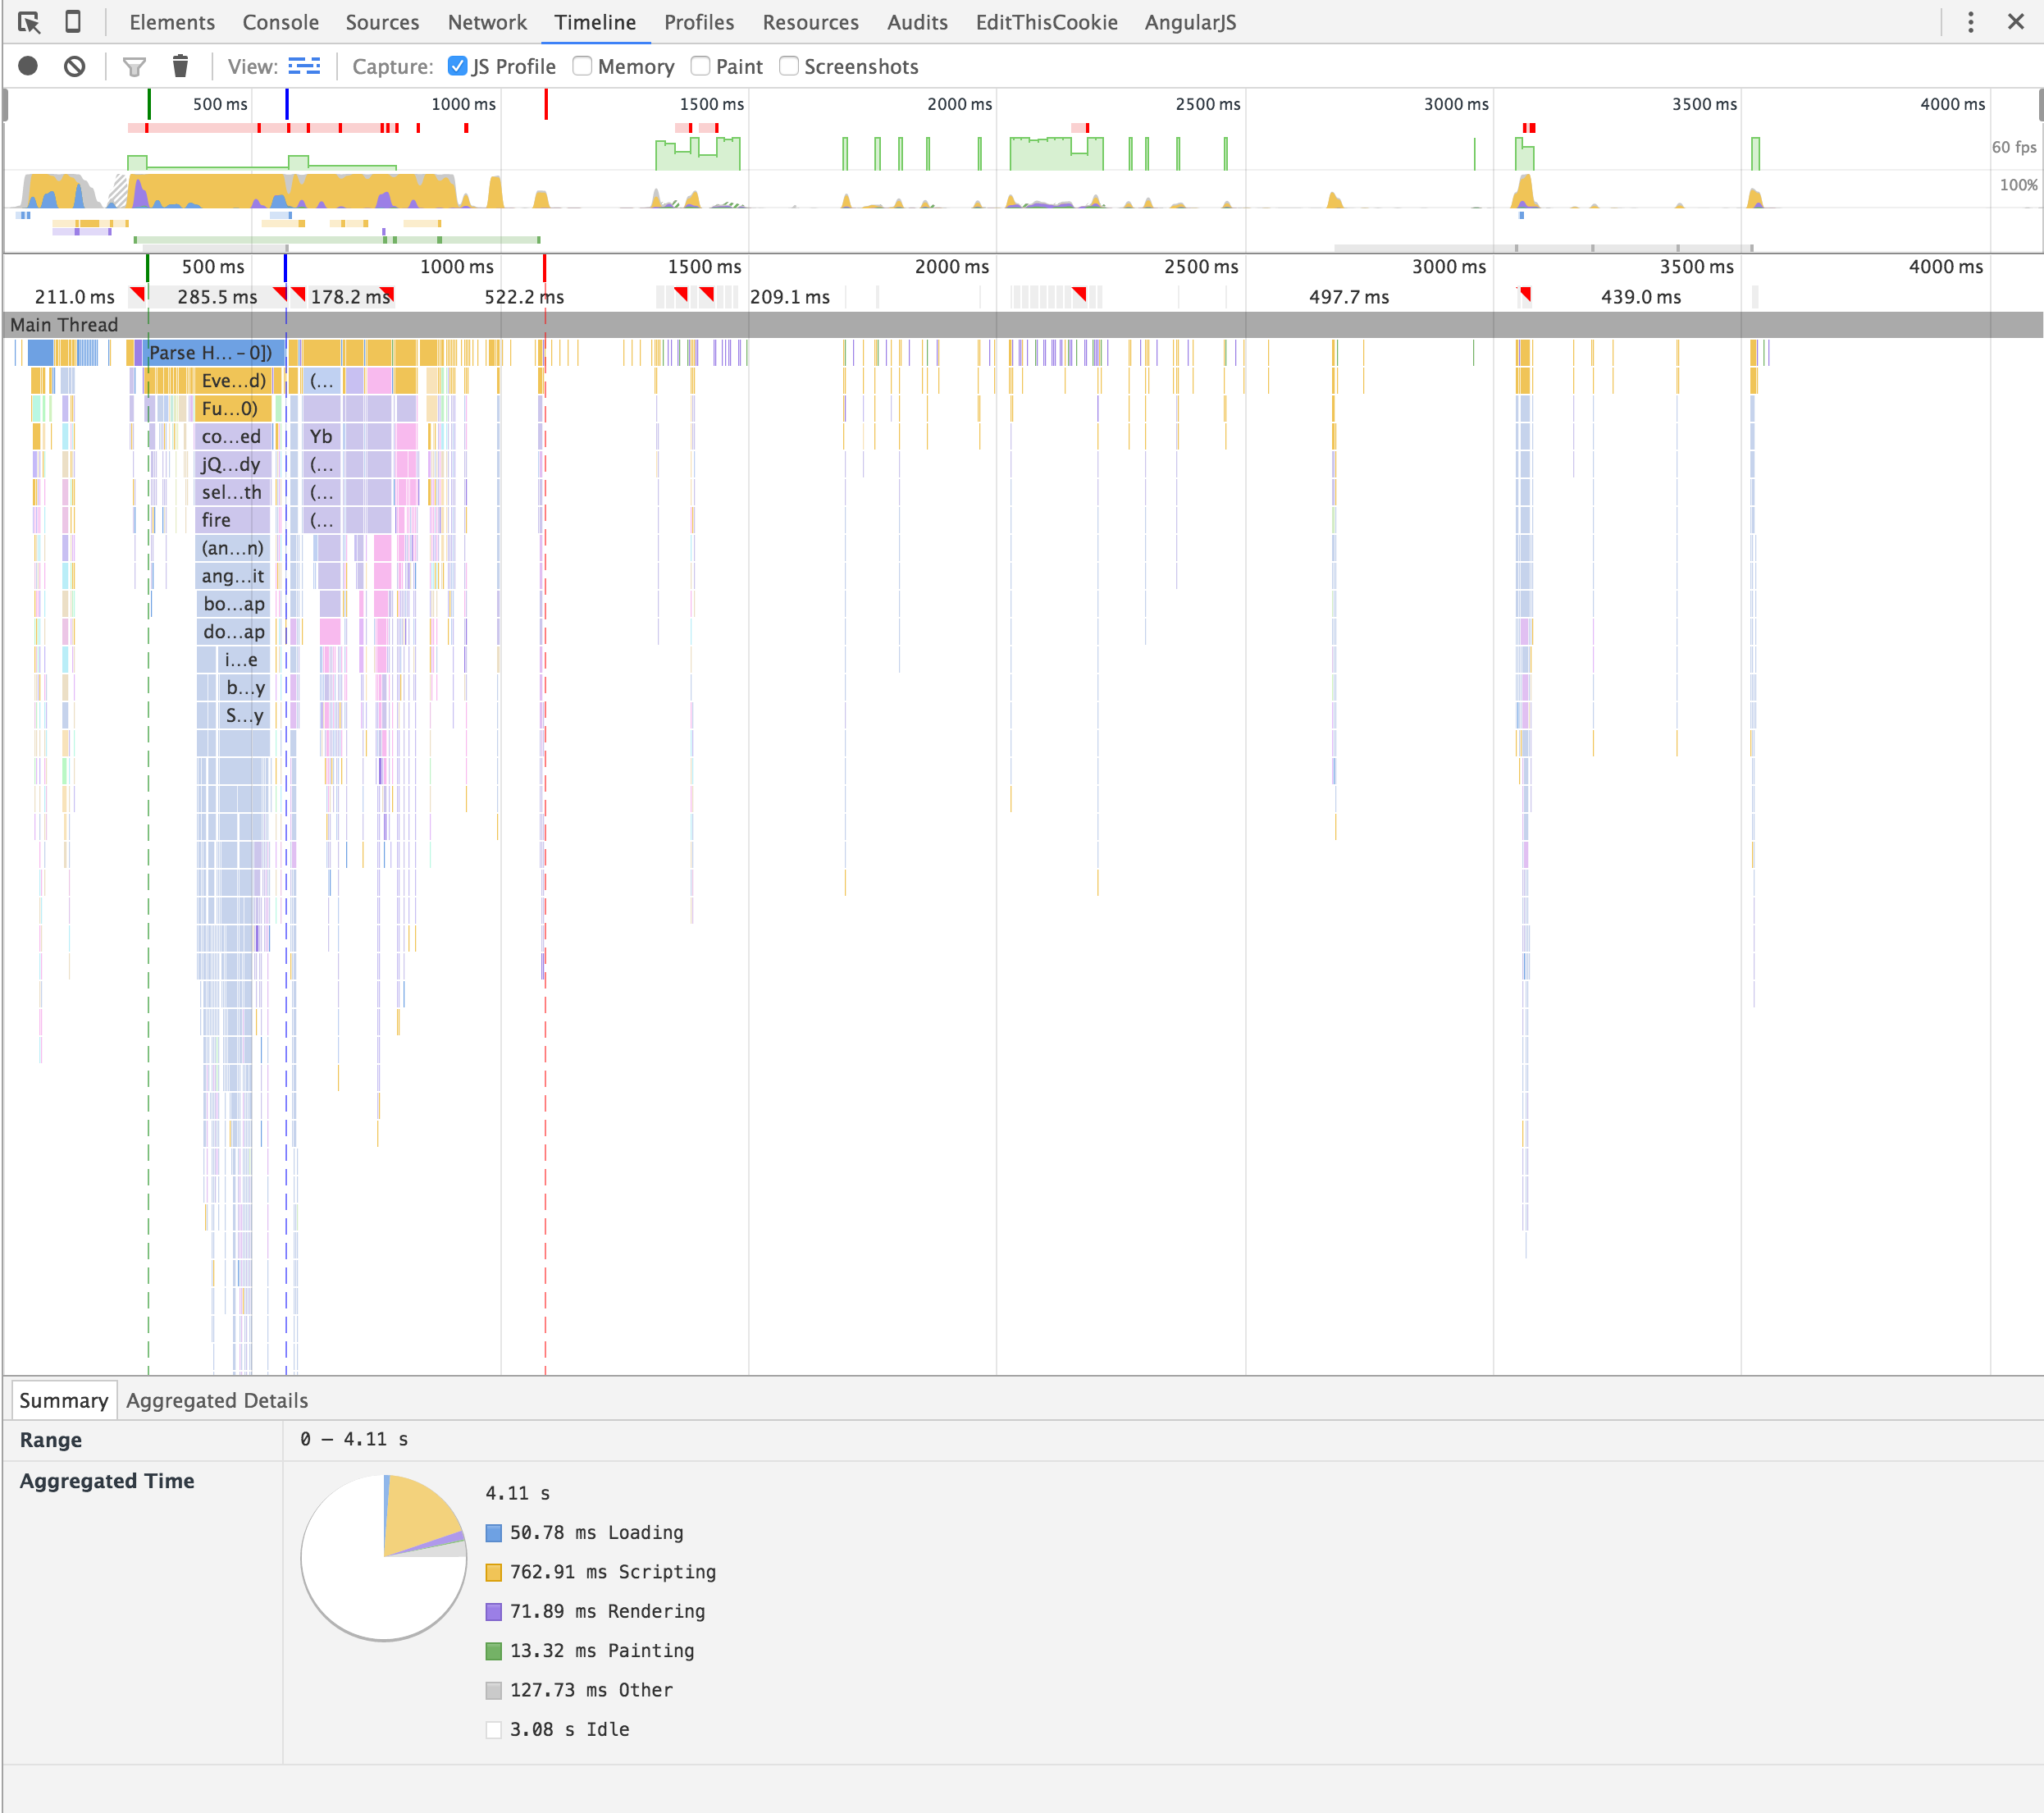 Elements Console Sources Network Timeline Profiles Resources Audits EditThisCookie AngularJS
View: Capture: JS Profile Memory Paint Screenshots
500 ms 1000 ms 1500 ms 2000 ms 2500 ms 3000 ms 3500 ms 4000 ms
60 fps
100%
500 ms 1000 ms 1500 ms 2000 ms 2500 ms 3000 ms 3500 ms 4000 ms
211.0 ms 285.5 ms 178.2 ms 522.2 ms 209.1 ms 497.7 ms 439.0 ms
Main Thread
Parse H… – 0])
Eve…d) (…
Fu…0)
co…ed Yb
jQ…dy (…
sel…th (…
fire (…
(an…n)
ang…it
bo…ap
do…ap
i…e
b…y
S…y
Summary Aggregated Details
Range 0 – 4.11 s
Aggregated Time
4.11 s
50.78 ms Loading
762.91 ms Scripting
71.89 ms Rendering
13.32 ms Painting
127.73 ms Other
3.08 s Idle